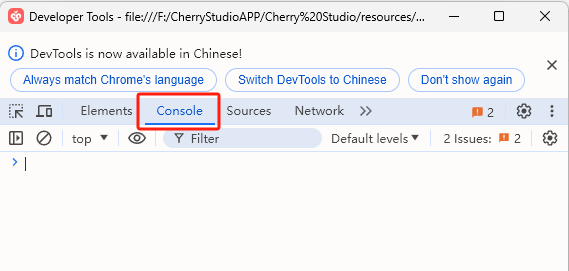 Developer Tools - file:///F:/CherryStudioAPP/Cherry%20Studio/resources/...
DevTools is now available in Chinese!
Always match Chrome's language Switch DevTools to Chinese Don't show again
Elements Console Sources Network 2
top Filter Default levels 2 Issues: 2